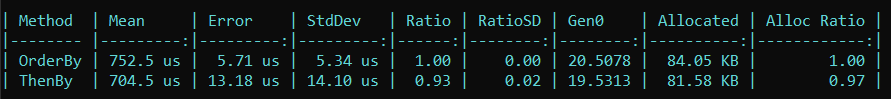 | Method | Mean | Error | StdDev | Ratio | RatioSD | Gen0 | Allocated | Alloc Ratio |
|-------- |---------:|---------:|---------:|------:|--------:|--------:|----------:|------------:|
| OrderBy | 752.5 us | 5.71 us | 5.34 us | 1.00 | 0.00 | 20.5078 | 84.05 KB | 1.00 |
| ThenBy | 704.5 us | 13.18 us | 14.10 us | 0.93 | 0.02 | 19.5313 | 81.58 KB | 0.97 |